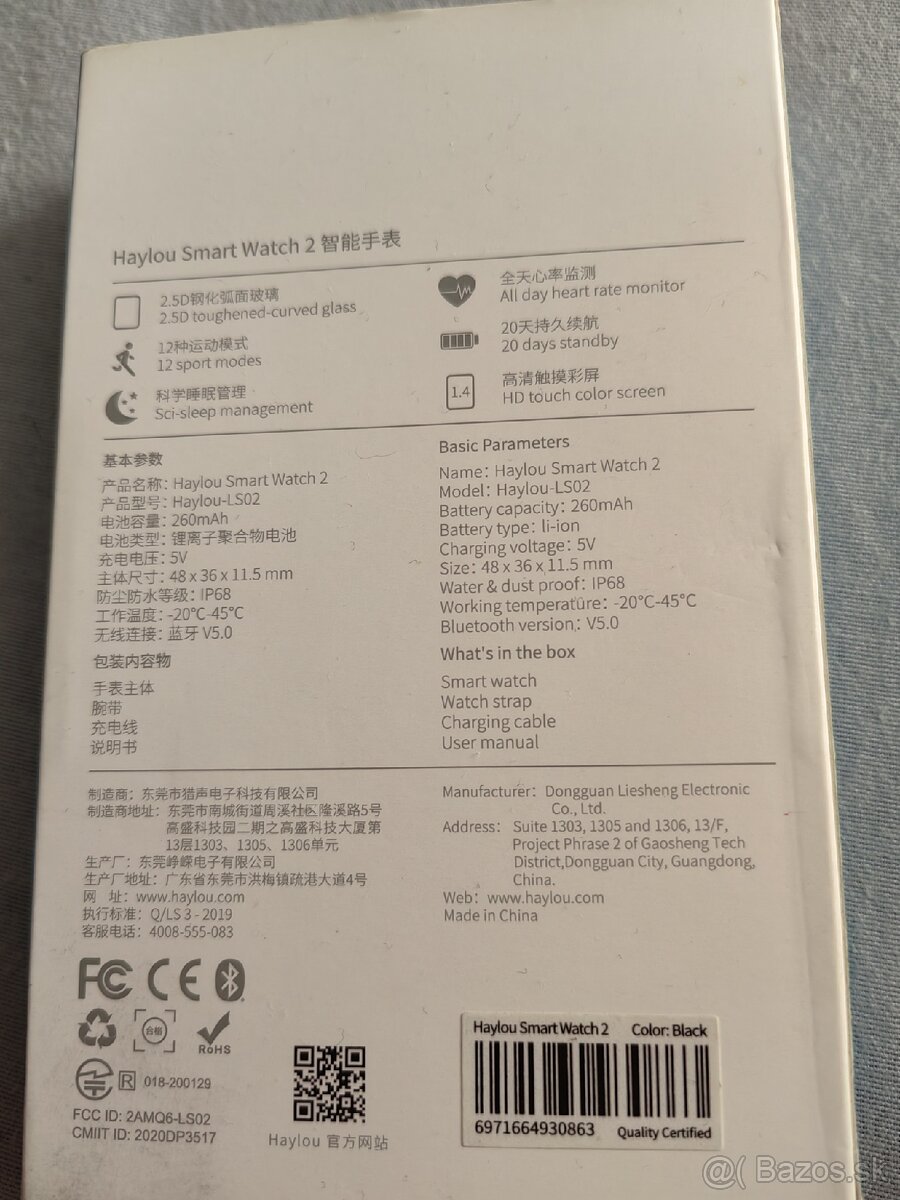 Haylou Smart Watch 2 智能手表
2.5D钢化弧面玻璃
2.5D toughened-curved glass
12种运动模式
12 sport modes
科学睡眠管理
Sci-sleep management
全天心率监测
All day heart rate monitor
20天持久续航
20 days standby
1.4
高清触摸彩屏
HD touch color screen
基本参数
产品名称：Haylou Smart Watch 2
产品型号：Haylou-LS02
电池容量：260mAh
电池类型：锂离子聚合物电池
充电电压：5V
主体尺寸：48 x 36 x 11.5 mm
防尘防水等级：IP68
工作温度：-20°C-45°C
无线连接：蓝牙 V5.0
包装内容物
手表主体
腕带
充电线
说明书
Basic Parameters
Name: Haylou Smart Watch 2
Model: Haylou-LS02
Battery capacity: 260mAh
Battery type: li-ion
Charging voltage: 5V
Size: 48 x 36 x 11.5 mm
Water & dust proof: IP68
Working temperature: -20°C-45°C
Bluetooth version: V5.0
What's in the box
Smart watch
Watch strap
Charging cable
User manual
制造商：东莞市猎声电子科技有限公司
制造商地址：东莞市南城街道周溪社区隆溪路5号
高盛科技园二期之高盛科技大厦第
13层1303、1305、1306单元
生产厂：东莞峥嵘电子有限公司
生产厂地址：广东省东莞市洪梅镇疏港大道4号
网 址：www.haylou.com
执行标准：Q/LS 3 - 2019
客服电话：4008-555-083
Manufacturer: Dongguan Liesheng Electronic
Co., Ltd.
Address: Suite 1303, 1305 and 1306, 13/F,
Project Phrase 2 of Gaosheng Tech
District,Dongguan City, Guangdong,
China.
Web: www.haylou.com
Made in China
FC CE
合格
RoHS
R 018-200129
FCC ID: 2AMQ6-LS02
CMIIT ID: 2020DP3517
Haylou 官方网站
Haylou Smart Watch 2 Color: Black
6971664930863 Quality Certified
@( Bazos.sk